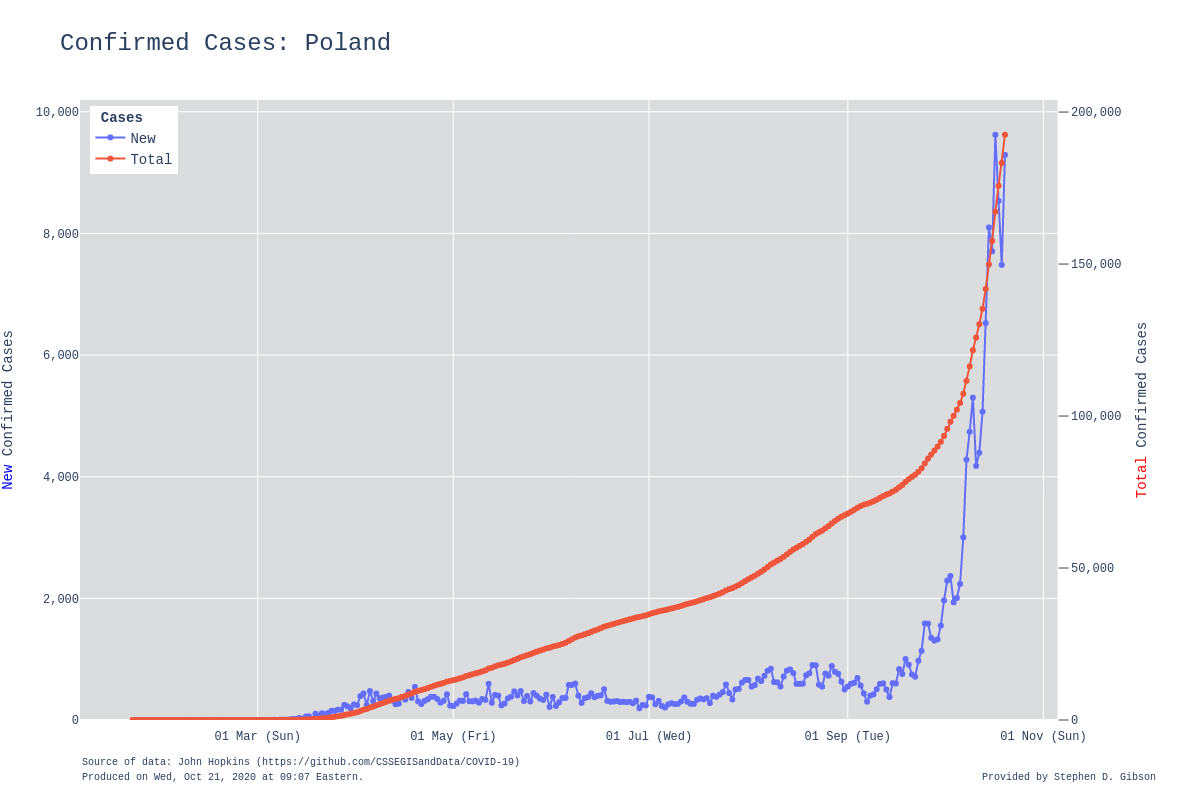 Confirmed Cases: Poland
Cases
New
Total
10,000
8,000
6,000
4,000
2,000
0
200,000
150,000
100,000
50,000
0
New Confirmed Cases
Total Confirmed Cases
01 Mar (Sun)
01 May (Fri)
01 Jul (Wed)
01 Sep (Tue)
01 Nov (Sun)
Source of data: John Hopkins (https://github.com/CSSEGISandData/COVID-19)
Produced on Wed, Oct 21, 2020 at 09:07 Eastern.
Provided by Stephen D. Gibson